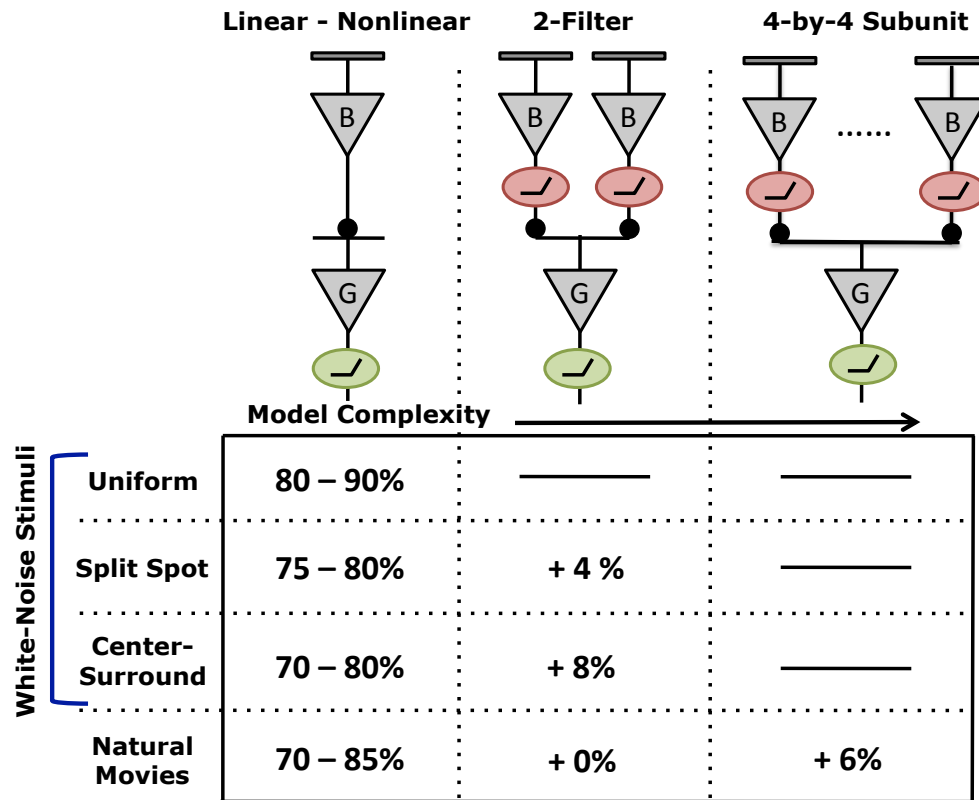 Linear - Nonlinear 2-Filter 4-by-4 Subunit
B B B B ...... B
G G G
Model Complexity
White-Noise Stimuli
Uniform 80 – 90%
Split Spot 75 – 80% + 4 %
Center-
Surround 70 – 80% + 8%
Natural
Movies 70 – 85% + 0% + 6%